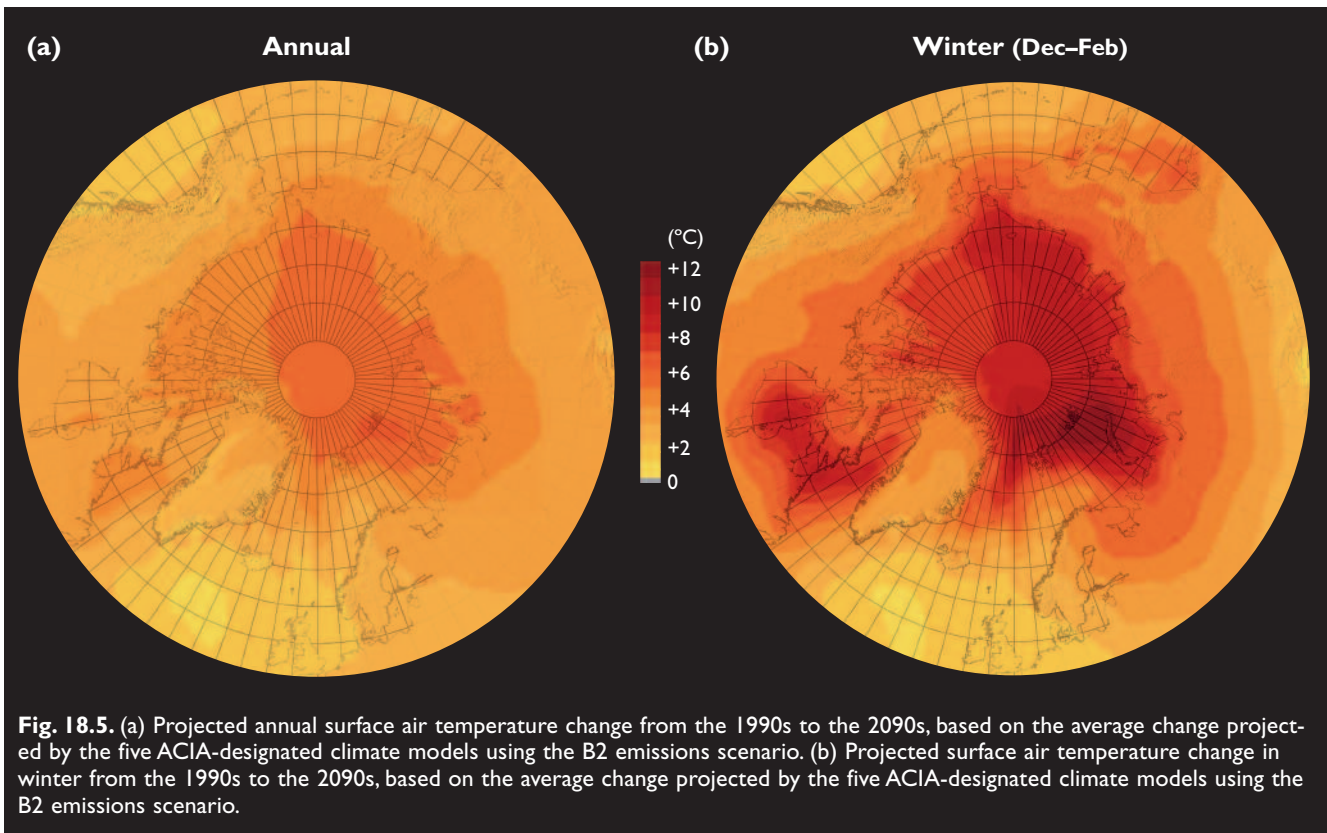 (a) Annual
(b) Winter (Dec–Feb)
(ºC)
+12
+10
+8
+6
+4
+2
0
Fig. 18.5. (a) Projected annual surface air temperature change from the 1990s to the 2090s, based on the average change project-
ed by the five ACIA-designated climate models using the B2 emissions scenario. (b) Projected surface air temperature change in
winter from the 1990s to the 2090s, based on the average change projected by the five ACIA-designated climate models using the
B2 emissions scenario.